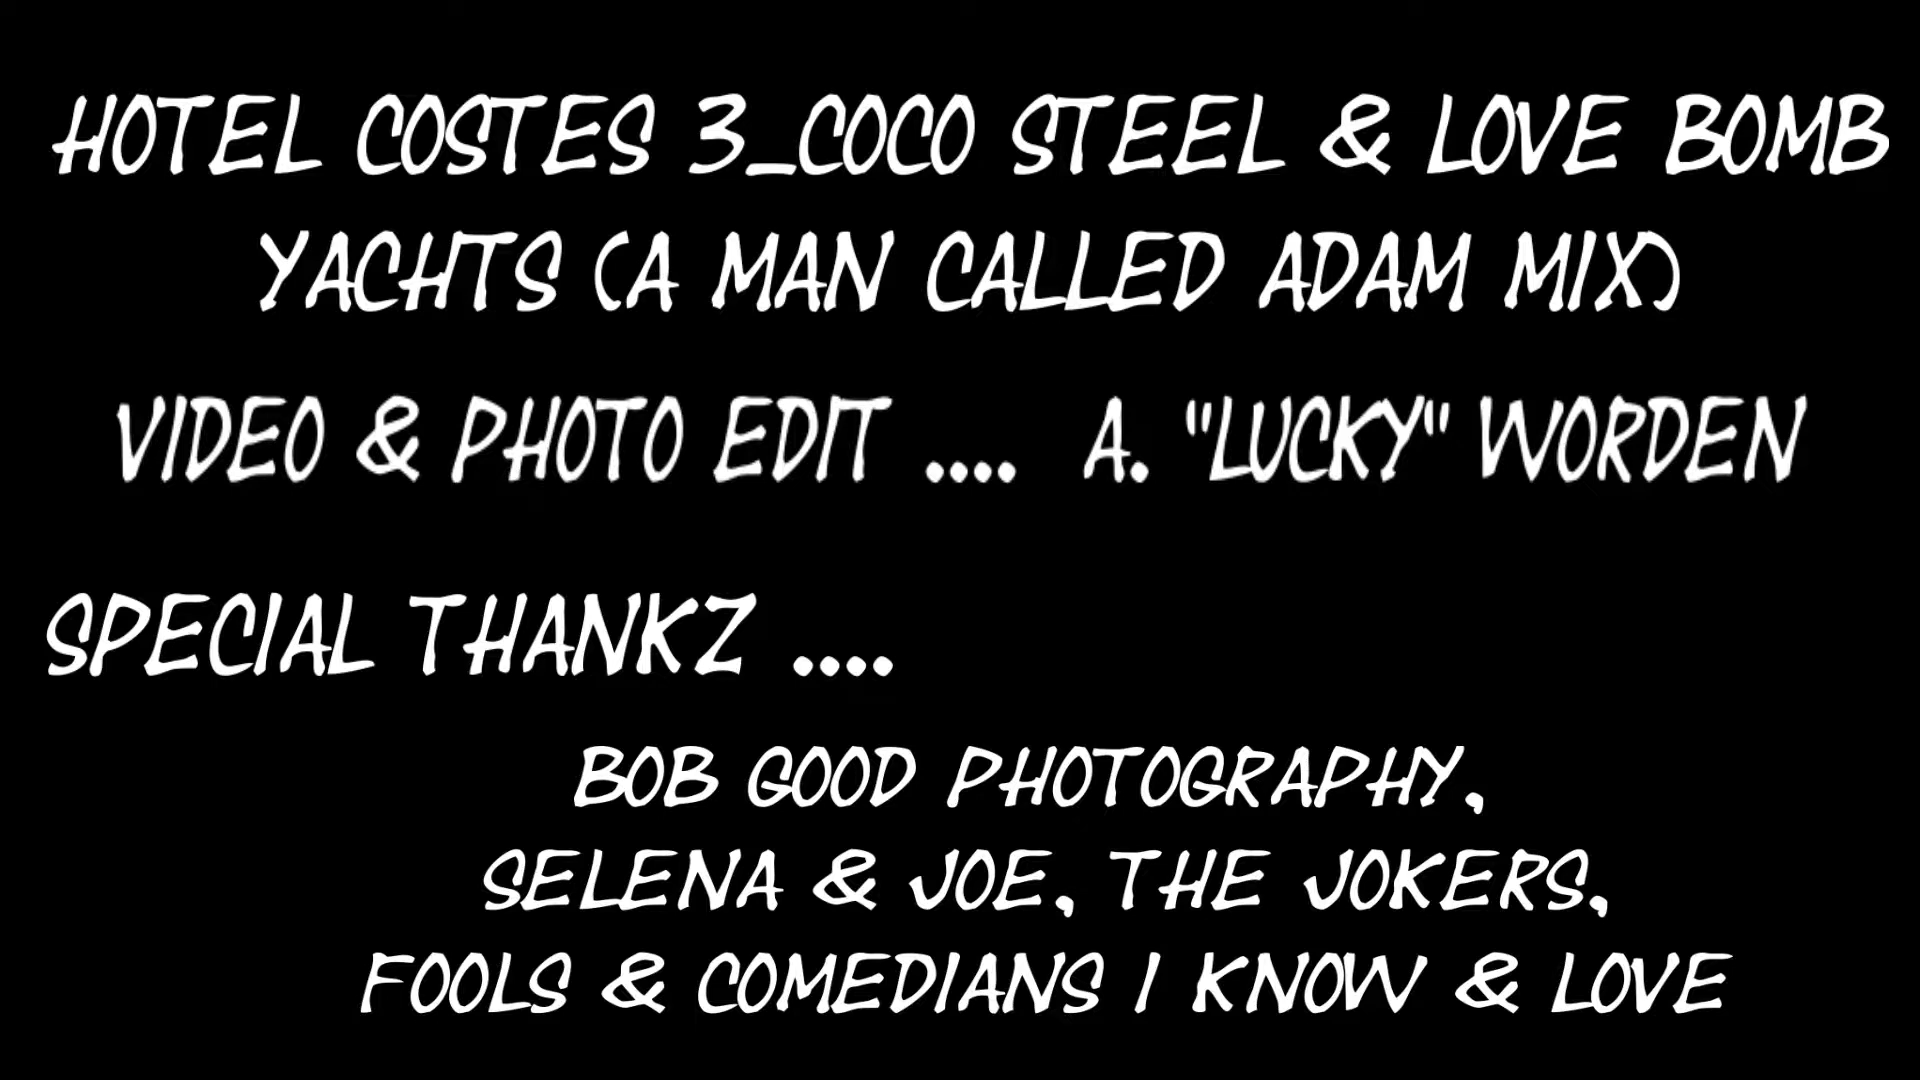 HOTEL COSTES 3_COCO STEEL & LOVE BOMB
YACHTS (A MAN CALLED ADAM MIX)
VIDEO & PHOTO EDIT .... A. "LUCKY" WORDEN
SPECIAL THANKZ ....
BOB GOOD PHOTOGRAPHY,
SELENA & JOE, THE JOKERS,
FOOLS & COMEDIANS I KNOW & LOVE